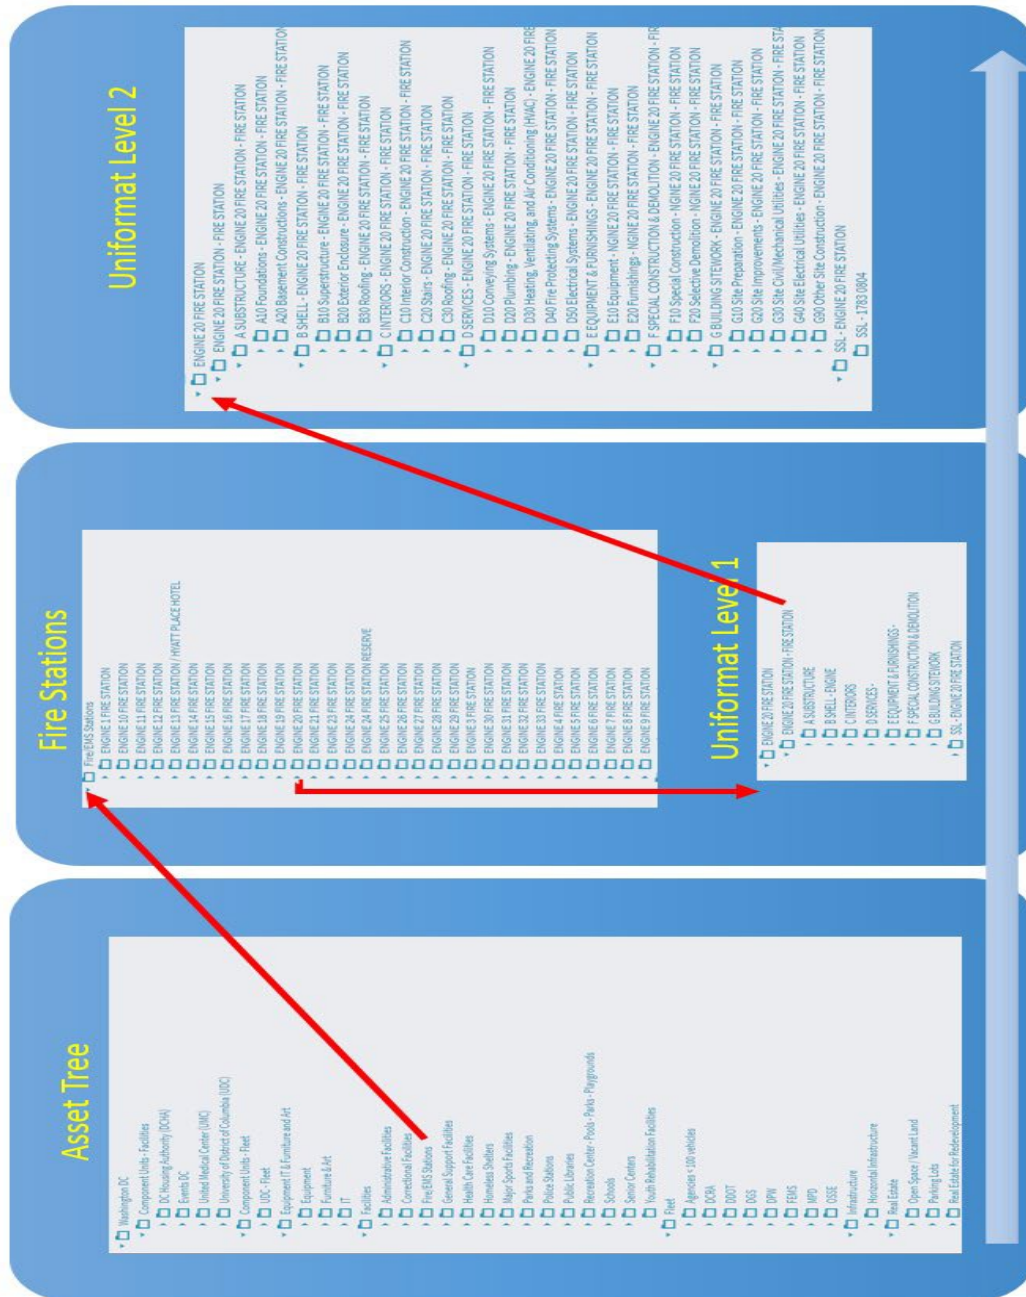 Asset Tree
Washington DC
Component Units - Facilities
DC Housing Authority (DCHA)
Events DC
United Medical Center (UMC)
University of District of Columbia (UDC)
Component Units - Fleet
UDC - Fleet
Equipment IT & Furniture and Art
Equipment
Furniture & Art
IT
Facilities
Administrative Facilities
Correctional Facilities
Fire/EMS Stations
General Support Facilities
Health Care Facilities
Homeless Shelters
Major Sports Facilities
Parks and Recreation
Police Stations
Public Libraries
Recreation Center - Pools - Parks - Playgrounds
Schools
Senior Centers
Youth Rehabilitation Facilities
Fleet
Agencies < 100 vehicles
DCRA
DDOT
DGS
DPW
FEMS
MPD
OSSE
Infrastructure
Horizontal Infrastructure
Real Estate
Open Space / Vacant Land
Parking Lots
Real Estate for Redevelopment
Fire Stations
Fire/EMS Stations
ENGINE 1 FIRE STATION
ENGINE 10 FIRE STATION
ENGINE 11 FIRE STATION
ENGINE 12 FIRE STATION
ENGINE 13 FIRE STATION / HYATT PLACE HOTEL
ENGINE 14 FIRE STATION
ENGINE 15 FIRE STATION
ENGINE 16 FIRE STATION
ENGINE 17 FIRE STATION
ENGINE 18 FIRE STATION
ENGINE 19 FIRE STATION
ENGINE 20 FIRE STATION
ENGINE 21 FIRE STATION
ENGINE 22 FIRE STATION
ENGINE 23 FIRE STATION
ENGINE 24 FIRE STATION
ENGINE 24 FIRE STATION RESERVE
ENGINE 25 FIRE STATION
ENGINE 26 FIRE STATION
ENGINE 27 FIRE STATION
ENGINE 28 FIRE STATION
ENGINE 29 FIRE STATION
ENGINE 3 FIRE STATION
ENGINE 30 FIRE STATION
ENGINE 31 FIRE STATION
ENGINE 32 FIRE STATION
ENGINE 33 FIRE STATION
ENGINE 4 FIRE STATION
ENGINE 5 FIRE STATION
ENGINE 6 FIRE STATION
ENGINE 7 FIRE STATION
ENGINE 8 FIRE STATION
ENGINE 9 FIRE STATION
Uniformat Level 1
ENGINE 20 FIRE STATION
ENGINE 20 FIRE STATION - FIRE STATION
A SUBSTRUCTURE
B SHELL - ENGINE
C INTERIORS
D SERVICES -
E EQUIPMENT & FURNISHINGS -
F SPECIAL CONSTRUCTION & DEMOLITION
G BUILDING SITEWORK
SSL - ENGINE 20 FIRE STATION
Uniformat Level 2
ENGINE 20 FIRE STATION
ENGINE 20 FIRE STATION - FIRE STATION
A SUBSTRUCTURE - ENGINE 20 FIRE STATION - FIRE STATION
A10 Foundations - ENGINE 20 FIRE STATION - FIRE STATION
A20 Basement Constructions - ENGINE 20 FIRE STATION - FIRE STATION
B SHELL - ENGINE 20 FIRE STATION - FIRE STATION
B10 Superstructure - ENGINE 20 FIRE STATION - FIRE STATION
B20 Exterior Enclosure - ENGINE 20 FIRE STATION - FIRE STATION
B30 Roofing - ENGINE 20 FIRE STATION - FIRE STATION
C INTERIORS - ENGINE 20 FIRE STATION - FIRE STATION
C10 Interior Construction - ENGINE 20 FIRE STATION - FIRE STATION
C20 Stairs - ENGINE 20 FIRE STATION - FIRE STATION
C30 Roofing - ENGINE 20 FIRE STATION - FIRE STATION
D SERVICES - ENGINE 20 FIRE STATION - FIRE STATION
D10 Conveying Systems - ENGINE 20 FIRE STATION - FIRE STATION
D20 Plumbing - ENGINE 20 FIRE STATION - FIRE STATION
D30 Heating, Ventilating, and Air Conditioning (HVAC) - ENGINE 20 FIRE
D40 Fire Protecting Systems - ENGINE 20 FIRE STATION - FIRE STATION
D50 Electrical Systems - ENGINE 20 FIRE STATION - FIRE STATION
E EQUIPMENT & FURNISHINGS - ENGINE 20 FIRE STATION - FIRE STATION
E10 Equipment - NGINE 20 FIRE STATION - FIRE STATION
E20 Furnishings - NGINE 20 FIRE STATION - FIRE STATION
F SPECIAL CONSTRUCTION & DEMOLITION - ENGINE 20 FIRE STATION - FIR
F10 Special Construction - NGINE 20 FIRE STATION - FIRE STATION
F20 Selective Demolition - NGINE 20 FIRE STATION - FIRE STATION
G BUILDING SITEWORK - ENGINE 20 FIRE STATION - FIRE STATION
G10 Site Preparation - ENGINE 20 FIRE STATION - FIRE STATION
G20 Site Improvements - ENGINE 20 FIRE STATION - FIRE STATION
G30 Site Civil/Mechanical Utilities - ENGINE 20 FIRE STATION - FIRE STA
G40 Site Electrical Utilities - ENGINE 20 FIRE STATION - FIRE STATION
G90 Other Site Construction - ENGINE 20 FIRE STATION - FIRE STATION
SSL - ENGINE 20 FIRE STATION
SSL - 1783 0804